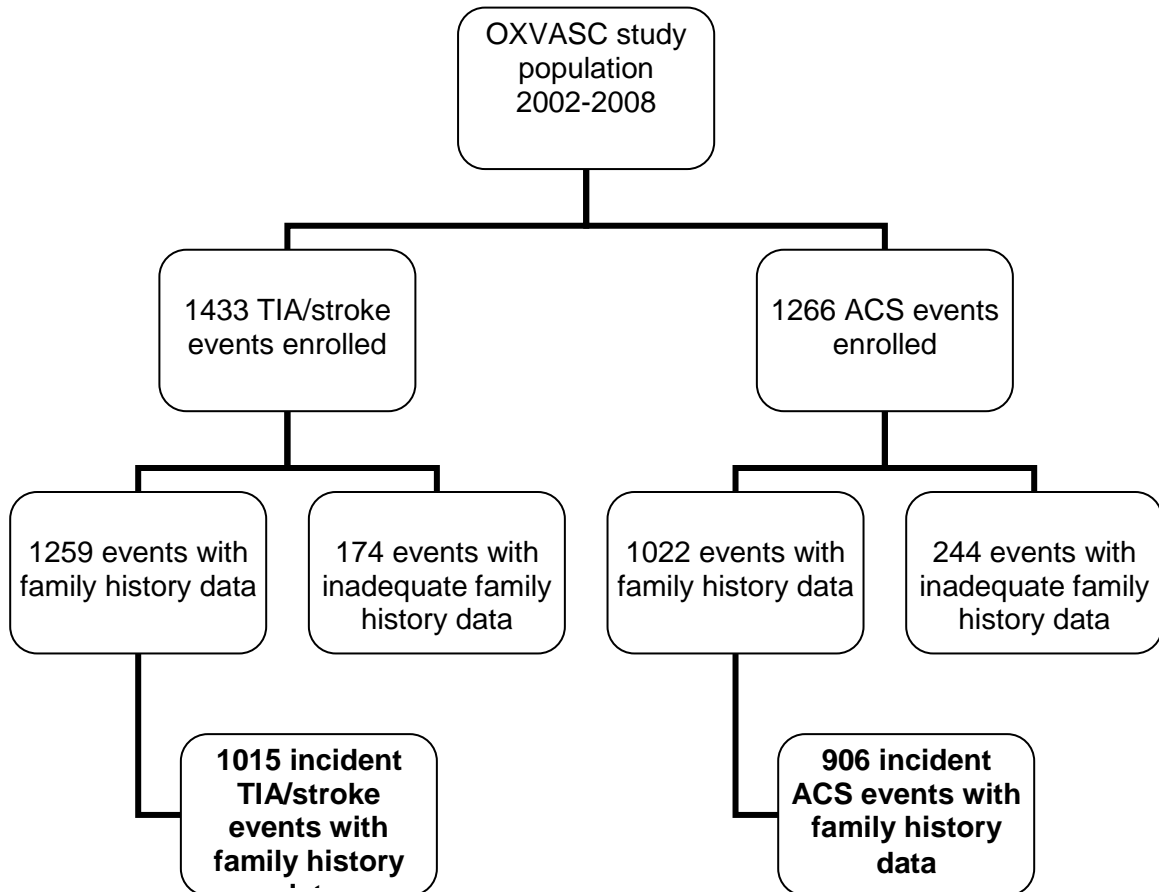 OXVASC study
population
2002-2008
1433 TIA/stroke
events enrolled
1266 ACS events
enrolled
1259 events with
family history data
174 events with
inadequate family
history data
1022 events with
family history data
244 events with
inadequate family
history data
1015 incident
TIA/stroke
events with
family history
906 incident
ACS events with
family history
data